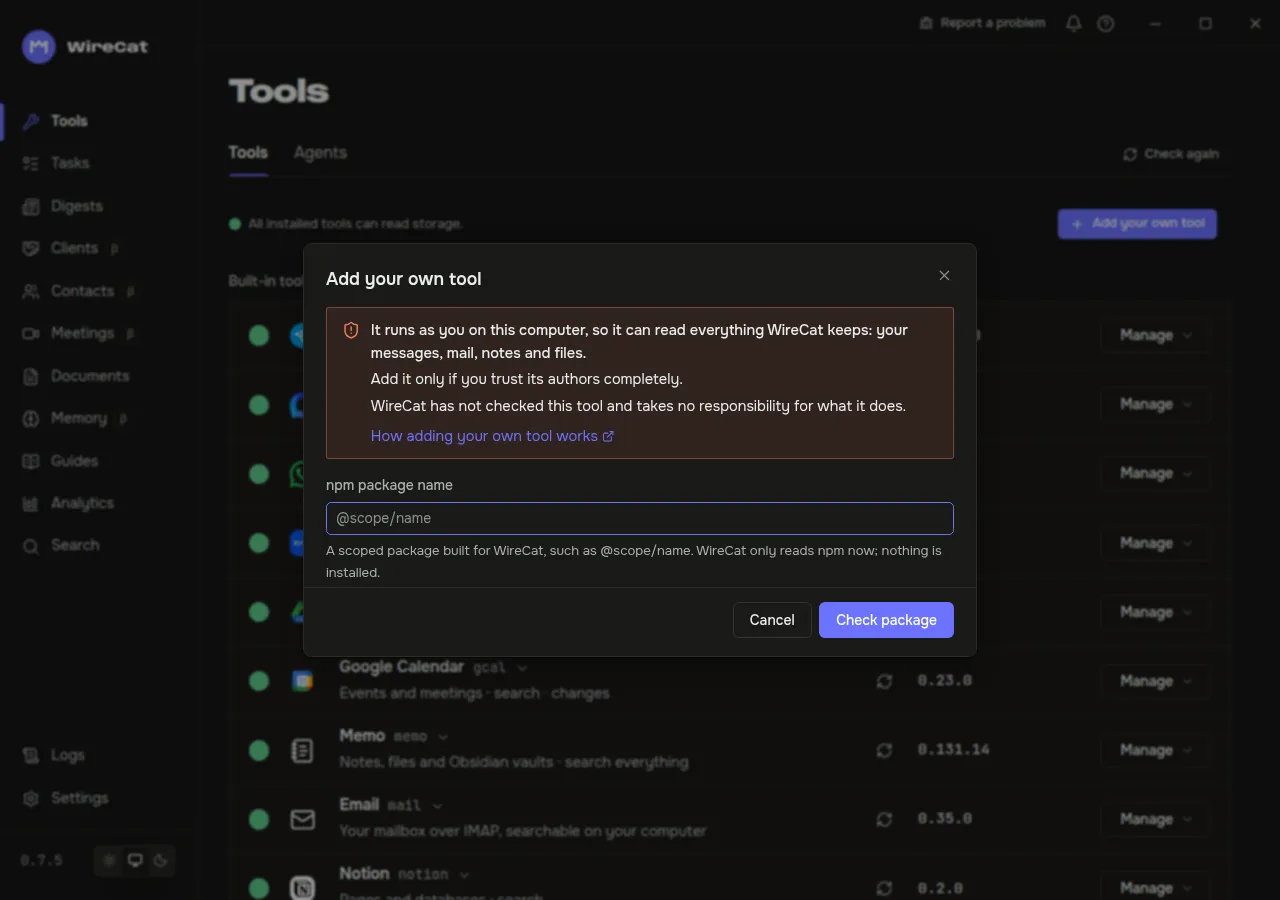 WireCat
Report a problem
Tools
Tools
Tasks
Digests
Clients β
Contacts β
Meetings β
Documents
Memory β
Guides
Analytics
Search
Logs
Settings
0.7.5
Tools
Agents
Check again
All installed tools can read storage.
+ Add your own tool
Built-in
Add your own tool
It runs as you on this computer, so it can read everything WireCat keeps: your
messages, mail, notes and files.
Add it only if you trust its authors completely.
WireCat has not checked this tool and takes no responsibility for what it does.
How adding your own tool works
npm package name
@scope/name
A scoped package built for WireCat, such as @scope/name. WireCat only reads npm now; nothing is
installed.
Cancel
Check package
Manage
Manage
Manage
Manage
Manage
Google Calendar gcal
Events and meetings · search · changes
0.23.0
Manage
Memo memo
Notes, files and Obsidian vaults · search everything
0.131.14
Manage
Email mail
Your mailbox over IMAP, searchable on your computer
0.35.0
Manage
Notion notion
Pages and databases · search
0.2.0
Manage